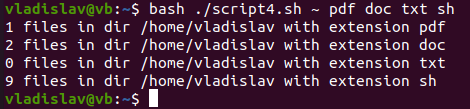 vladislav@vb:~$ bash ./script4.sh ~ pdf doc txt sh
1 files in dir /home/vladislav with extension pdf
2 files in dir /home/vladislav with extension doc
0 files in dir /home/vladislav with extension txt
9 files in dir /home/vladislav with extension sh
vladislav@vb:~$